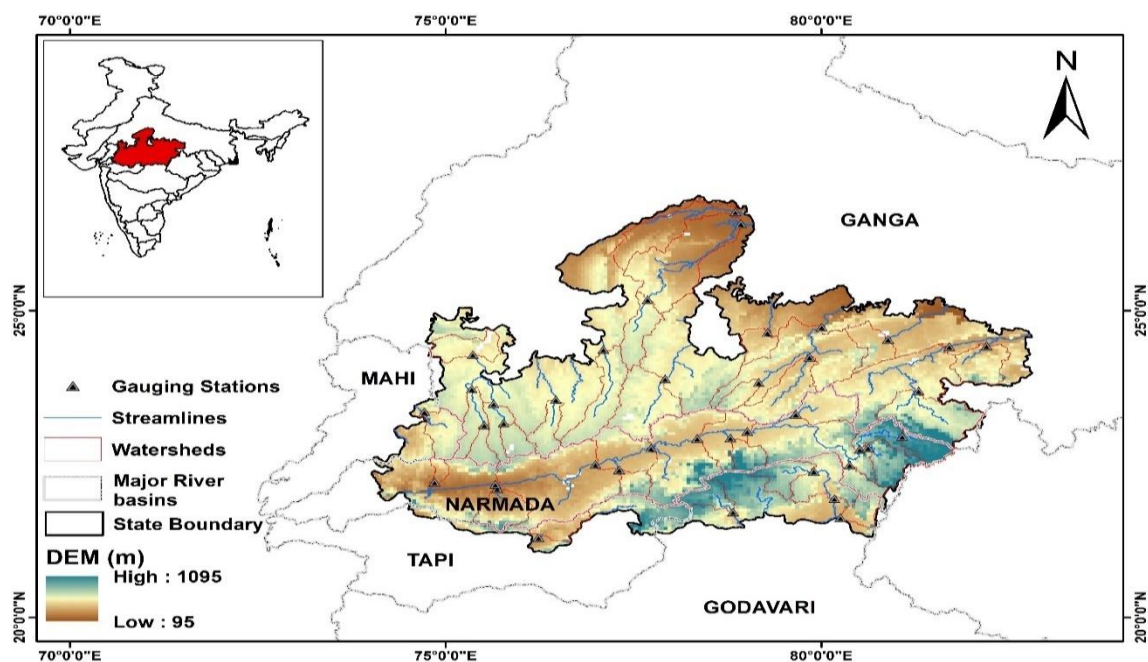 70°0'0"E 75°0'0"E 80°0'0"E
N
GANGA
25°0'0"N 25°0'0"N
MAHI
Gauging Stations
Streamlines
Watersheds
Major River
basins
State Boundary
NARMADA
DEM (m)
High : 1095
Low : 95
TAPI
GODAVARI
20°0'0"N 20°0'0"N
70°0'0"E 75°0'0"E 80°0'0"E